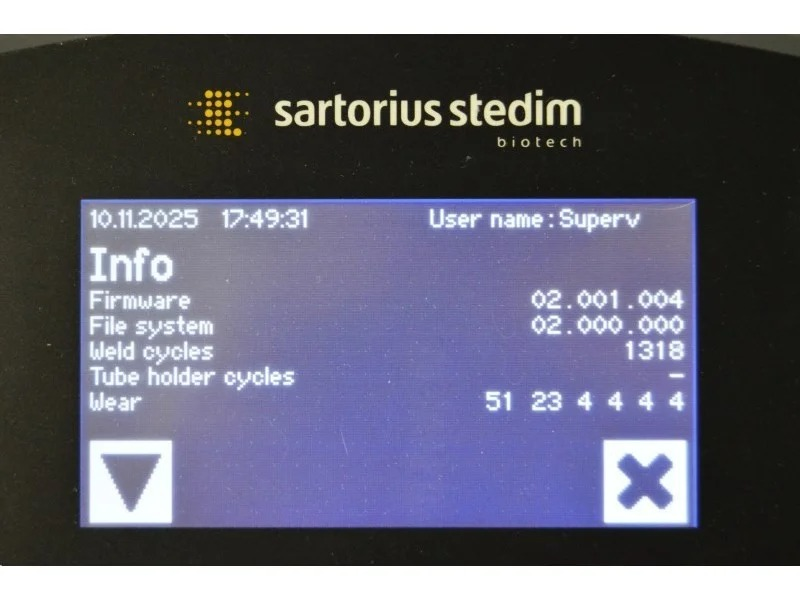 sartorius stedim
biotech
10.11.2025 17:49:31 User name:Superv
Info
Firmware 02.001.004
File system 02.000.000
Weld cycles 1318
Tube holder cycles –
Wear 51 23 4 4 4 4